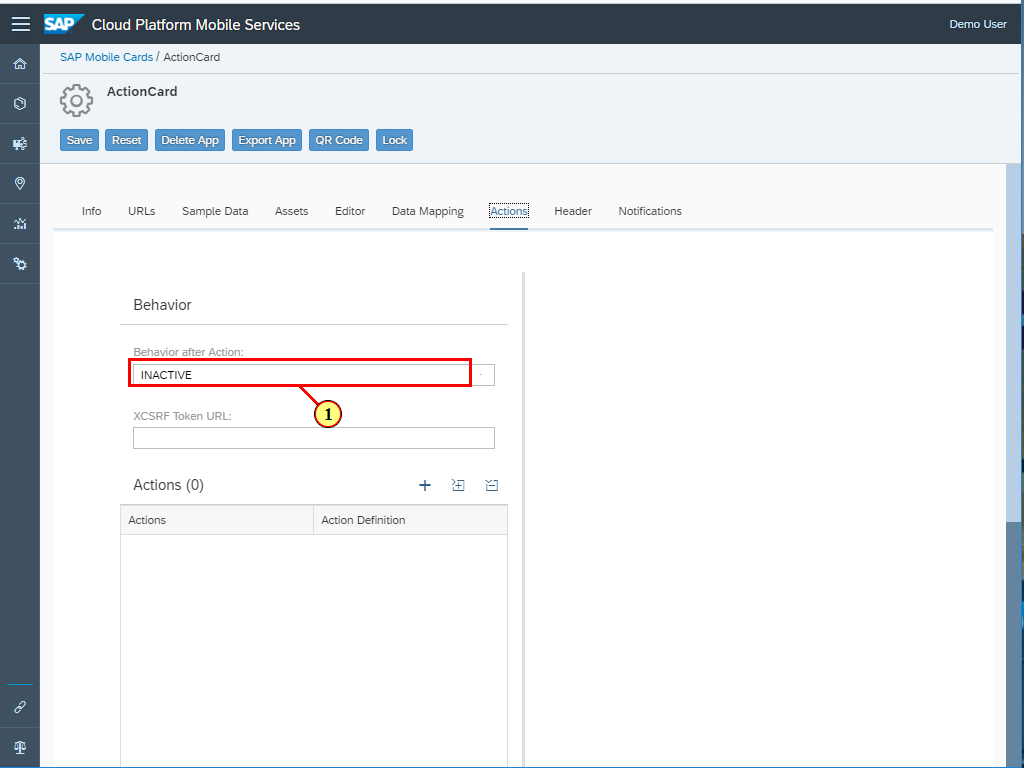 SAP Cloud Platform Mobile Services Demo User
SAP Mobile Cards / ActionCard
ActionCard
Save Reset Delete App Export App QR Code Lock
Info URLs Sample Data Assets Editor Data Mapping Actions Header Notifications
Behavior
Behavior after Action:
INACTIVE
1
XCSRF Token URL:
Actions (0)
Actions Action Definition